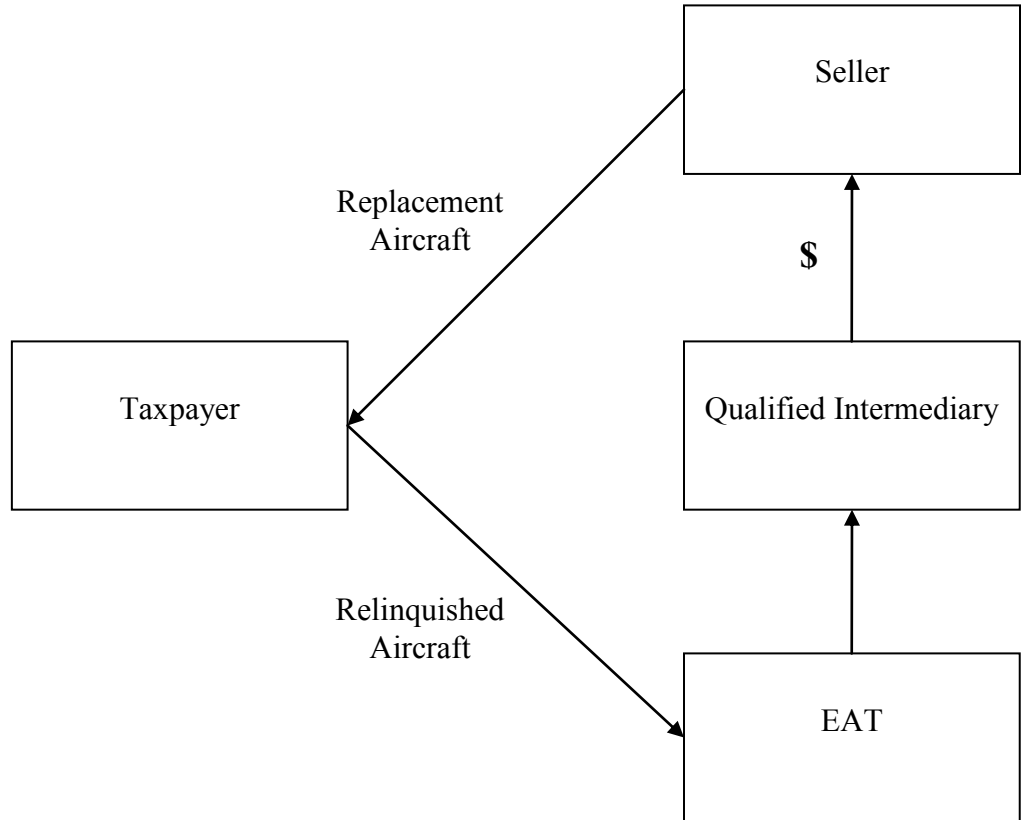 Seller
Replacement
Aircraft
$
Taxpayer
Qualified Intermediary
Relinquished
Aircraft
EAT